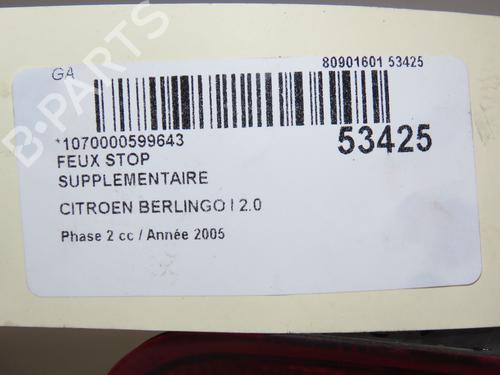 B-PARTS
GA
80901601 53425
*1070000599643
53425
FEUX STOP
SUPPLEMENTAIRE
CITROEN BERLINGO I 2.0
Phase 2 cc / Année 2005